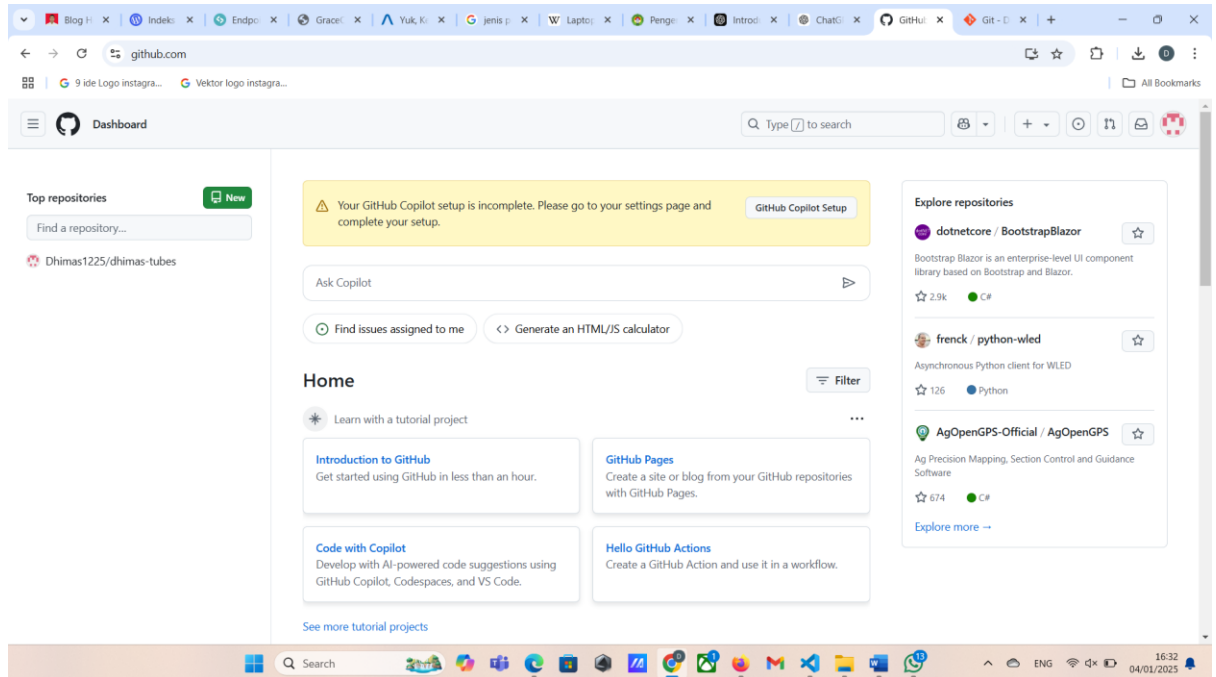 Blog H
Indeks
Endpo
GraceC
Yuk, Ke
jenis p
Laptop
Penge
Introdu
ChatG
GitHub
Git - D
github.com
9 ide Logo instagra...
Vektor logo instagra...
All Bookmarks
Dashboard
Type / to search
Top repositories
New
Find a repository...
Dhimas1225/dhimas-tubes
Your GitHub Copilot setup is incomplete. Please go to your settings page and
complete your setup.
GitHub Copilot Setup
Ask Copilot
Find issues assigned to me
Generate an HTML/JS calculator
Home
Filter
Learn with a tutorial project
Introduction to GitHub
Get started using GitHub in less than an hour.
GitHub Pages
Create a site or blog from your GitHub repositories
with GitHub Pages.
Code with Copilot
Develop with AI-powered code suggestions using
GitHub Copilot, Codespaces, and VS Code.
Hello GitHub Actions
Create a GitHub Action and use it in a workflow.
See more tutorial projects
Explore repositories
dotnetcore / BootstrapBlazor
Bootstrap Blazor is an enterprise-level UI component
library based on Bootstrap and Blazor.
2.9k
C#
frenck / python-wled
Asynchronous Python client for WLED
126
Python
AgOpenGPS-Official / AgOpenGPS
Ag Precision Mapping, Section Control and Guidance
Software
674
C#
Explore more →
Search
ENG
16:32
04/01/2025